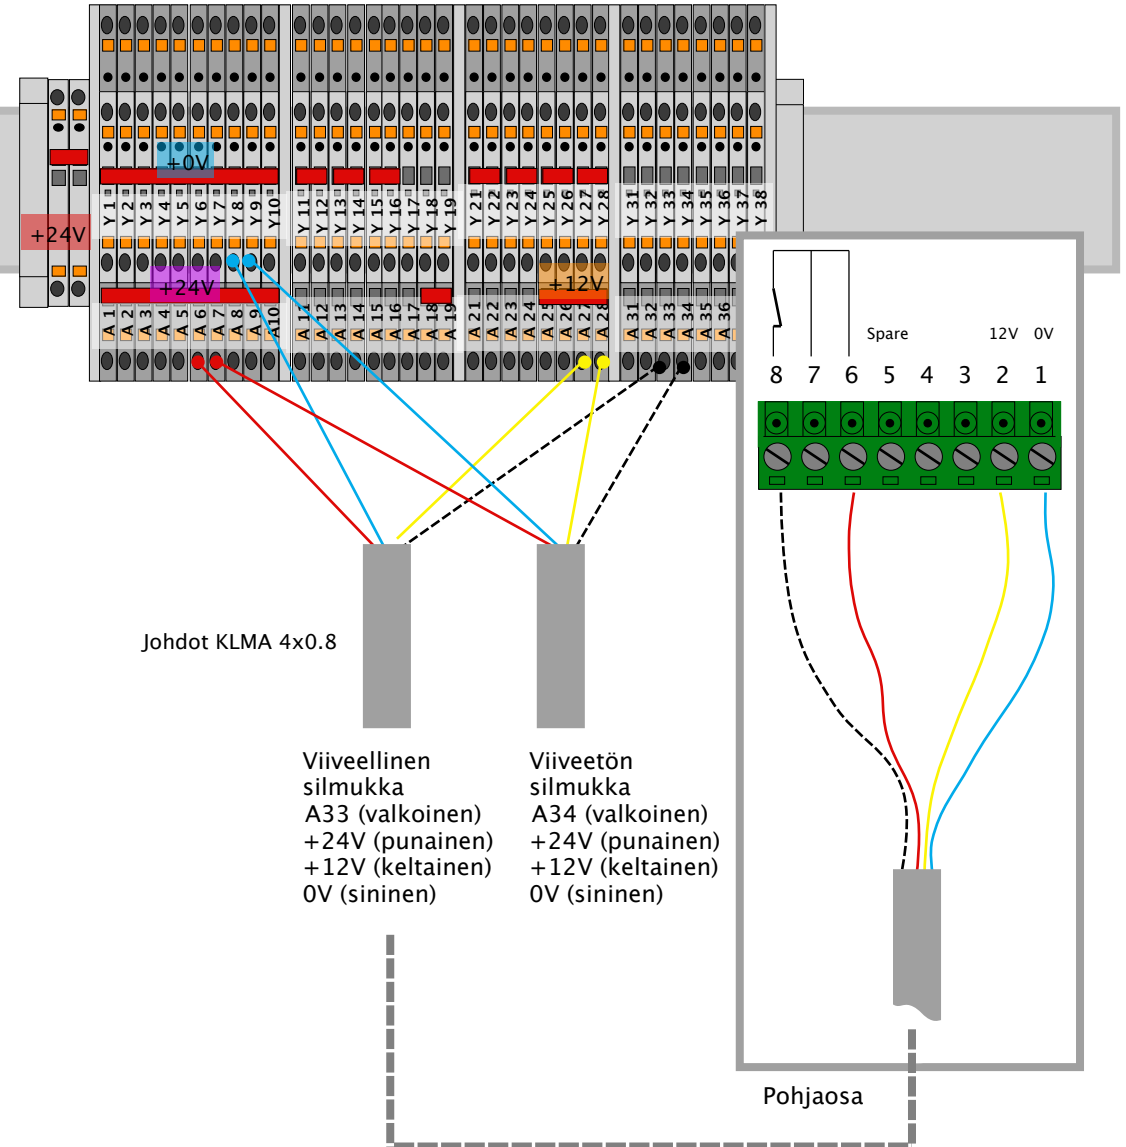 +0V
+24V
Y 1 Y 2 Y 3 Y 4 Y 5 Y 6 Y 7 Y 8 Y 9 Y10 Y 11 Y 12 Y 13 Y 14 Y 15 Y 16 Y 17 Y 18 Y 19 Y 21 Y 22 Y 23 Y 24 Y 25 Y 26 Y 27 Y 28 Y 31 Y 32 Y 33 Y 34 Y 35 Y 36 Y 37 Y 38
+24V
+12V
A 1 A 2 A 3 A 4 A 5 A 6 A 7 A 8 A 9 A10 A 11 A 12 A 13 A 14 A 15 A 16 A 17 A 18 A 19 A 21 A 22 A 23 A 24 A 25 A 26 A 27 A 28 A 31 A 32 A 33 A 34 A 35 A 36
Spare 12V 0V
8 7 6 5 4 3 2 1
Johdot KLMA 4x0.8
Viiveellinen
silmukka
A33 (valkoinen)
+24V (punainen)
+12V (keltainen)
0V (sininen)
Viiveetön
silmukka
A34 (valkoinen)
+24V (punainen)
+12V (keltainen)
0V (sininen)
Pohjaosa